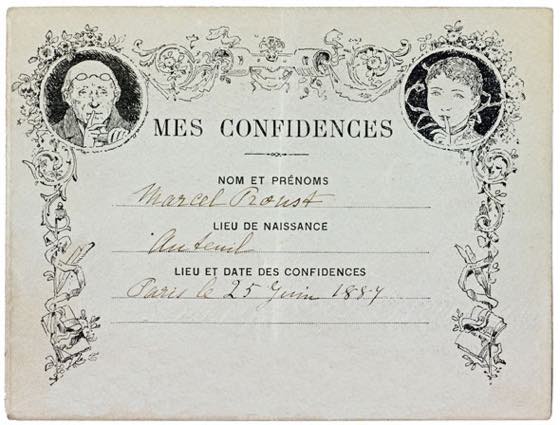 MES CONFIDENCES
NOM ET PRÉNOMS
Marcel Proust
LIEU DE NAISSANCE
Auteuil
LIEU ET DATE DES CONFIDENCES
Paris le 25 Juin 1887